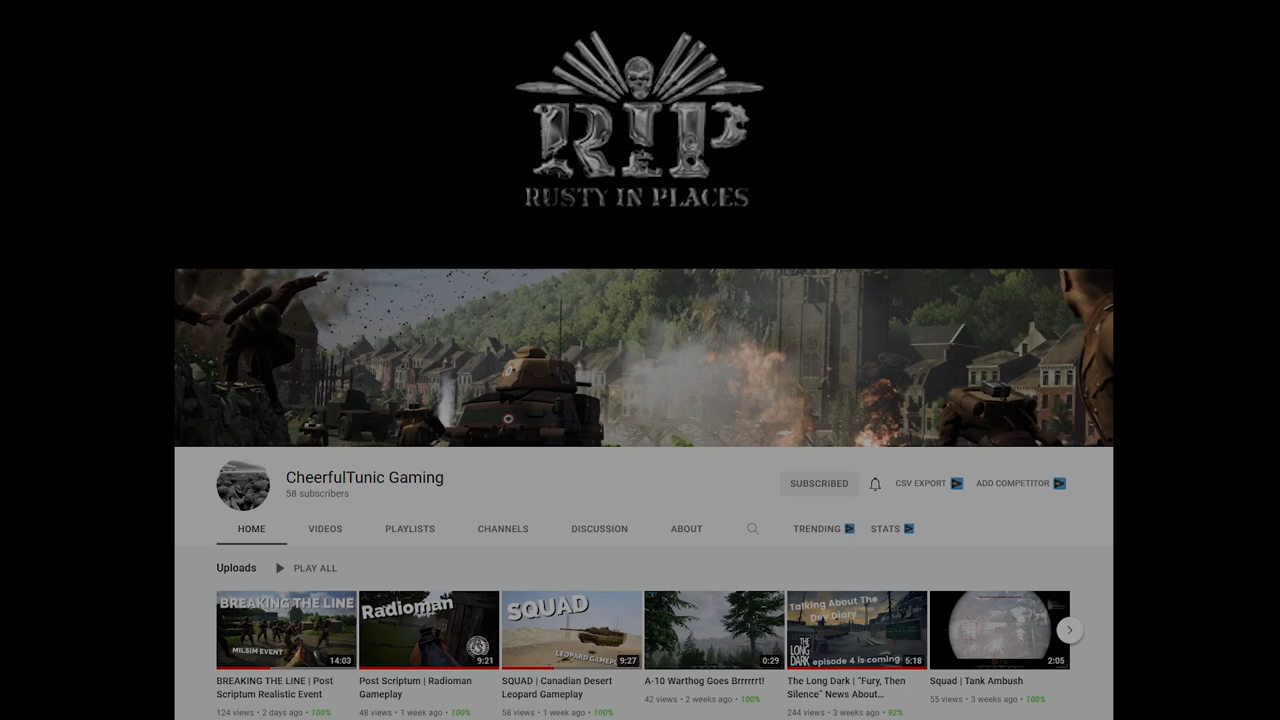 RIP
RUSTY IN PLACES
CheerfulTunic Gaming
58 subscribers
SUBSCRIBED
CSV EXPORT
ADD COMPETITOR
HOME
VIDEOS
PLAYLISTS
CHANNELS
DISCUSSION
ABOUT
TRENDING
STATS
Uploads
PLAY ALL
BREAKING THE LINE
MILSIM EVENT
14:03
Radioman
9:21
SQUAD
9:27
0:29
Talking About The
Dev Diary
THE
LONG
DARK
episode 4 is coming
5:18
2:05
BREAKING THE LINE | Post
Scriptum Realistic Event
124 views • 2 days ago • 100%
Post Scriptum | Radioman
Gameplay
48 views • 1 week ago • 100%
SQUAD | Canadian Desert
Leopard Gameplay
58 views • 1 week ago • 100%
A-10 Warthog Goes Brrrrrrt!
42 views • 2 weeks ago • 100%
The Long Dark | "Fury, Then
Silence" News About...
244 views • 3 weeks ago • 92%
Squad | Tank Ambush
55 views • 3 weeks ago • 100%